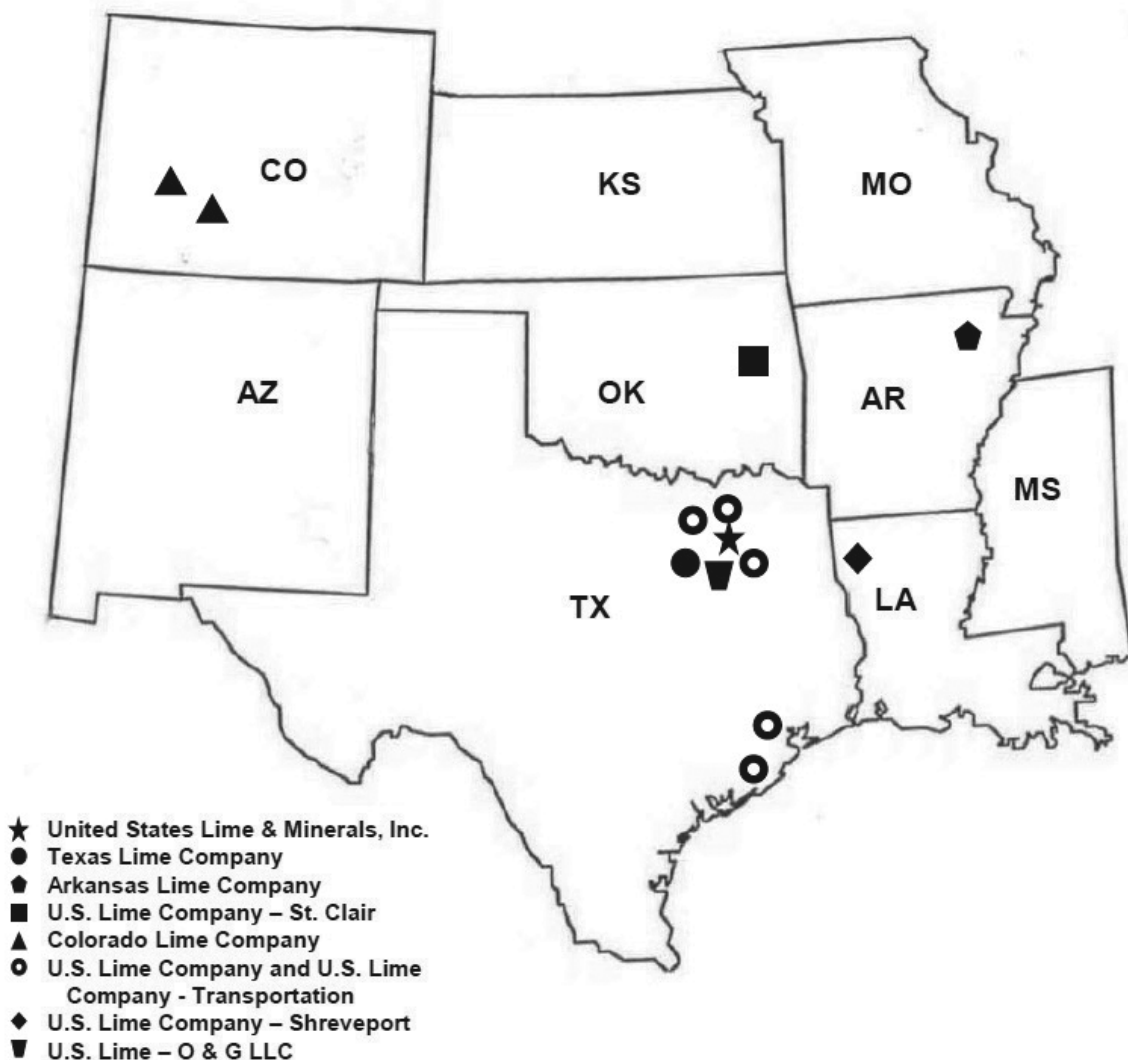 CO
KS
MO
AZ
OK
AR
MS
TX
LA
United States Lime & Minerals, Inc.
Texas Lime Company
Arkansas Lime Company
U.S. Lime Company – St. Clair
Colorado Lime Company
U.S. Lime Company and U.S. Lime
Company - Transportation
U.S. Lime Company – Shreveport
U.S. Lime – O & G LLC